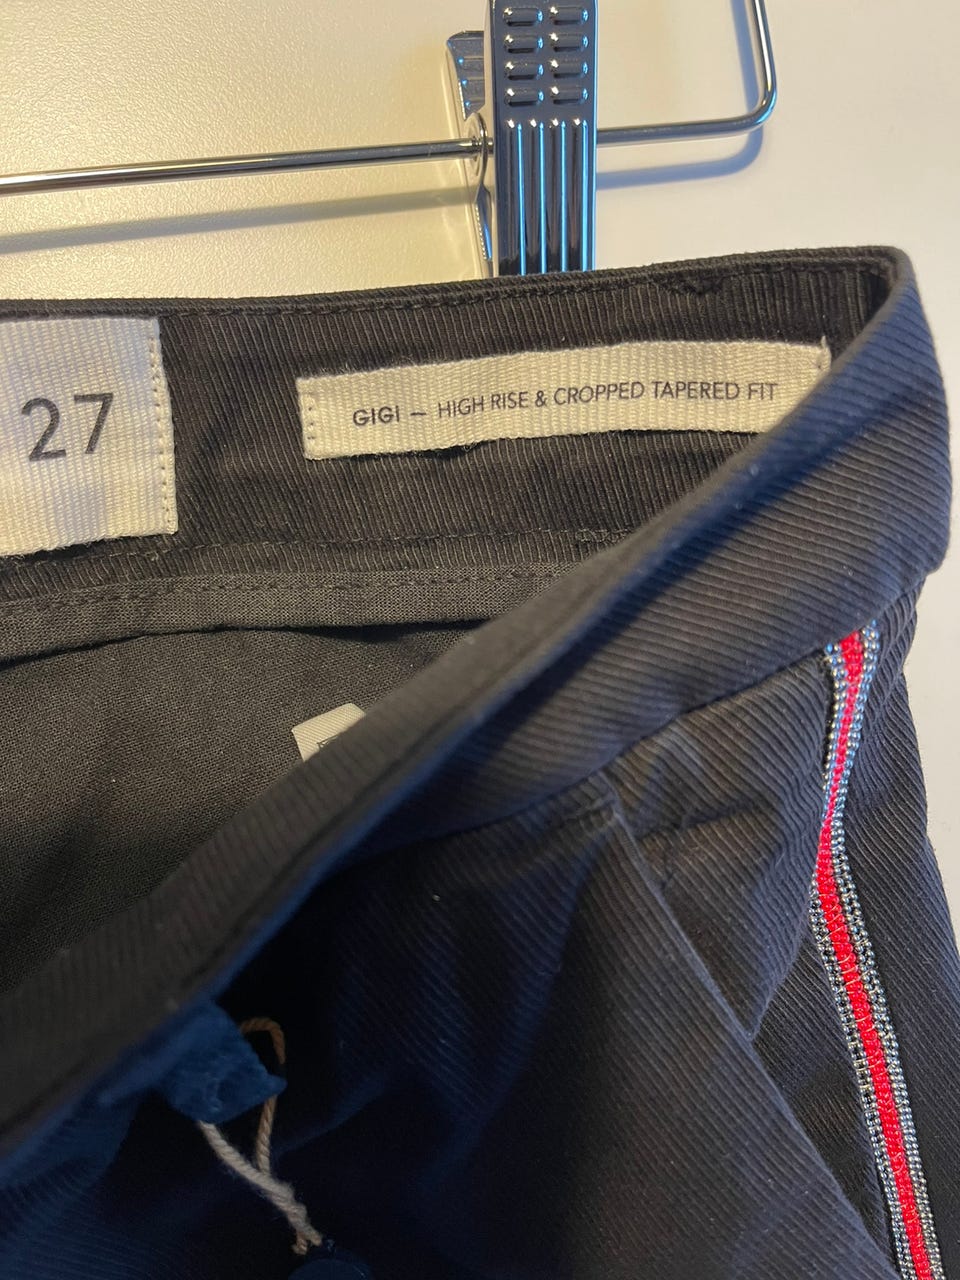 27
GIGI — HIGH RISE & CROPPED TAPERED FIT